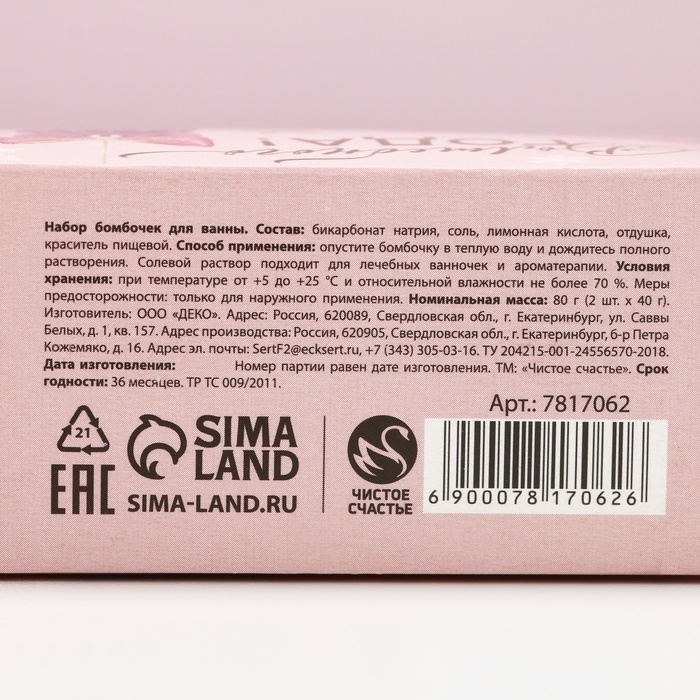 Набор бомбочек для ванны. Состав: бикарбонат натрия, соль, лимонная кислота, отдушка,
краситель пищевой. Способ применения: опустите бомбочку в теплую воду и дождитесь полного
растворения. Солевой раствор подходит для лечебных ванночек и ароматерапии. Условия
хранения: при температуре от +5 до +25 °С и относительной влажности не более 70 %. Меры
предосторожности: только для наружного применения. Номинальная масса: 80 г (2 шт. х 40 г).
Изготовитель: ООО «ДЕКО». Адрес: Россия, 620089, Свердловская обл., г. Екатеринбург, ул. Саввы
Белых, д. 1, кв. 157. Адрес производства: Россия, 620905, Свердловская обл., г. Екатеринбург, б-р Петра
Кожемяко, д. 16. Адрес эл. почты: SertF2@ecksert.ru, +7 (343) 305-03-16. ТУ 204215-001-24556570-2018.
Дата изготовления: Номер партии равен дате изготовления. ТМ: «Чистое счастье». Срок
годности: 36 месяцев. ТР ТС 009/2011.
Арт.: 7817062
21
EAC
SIMA
LAND
SIMA-LAND.RU
ЧИСТОЕ
СЧАСТЬЕ
6 900078 170626